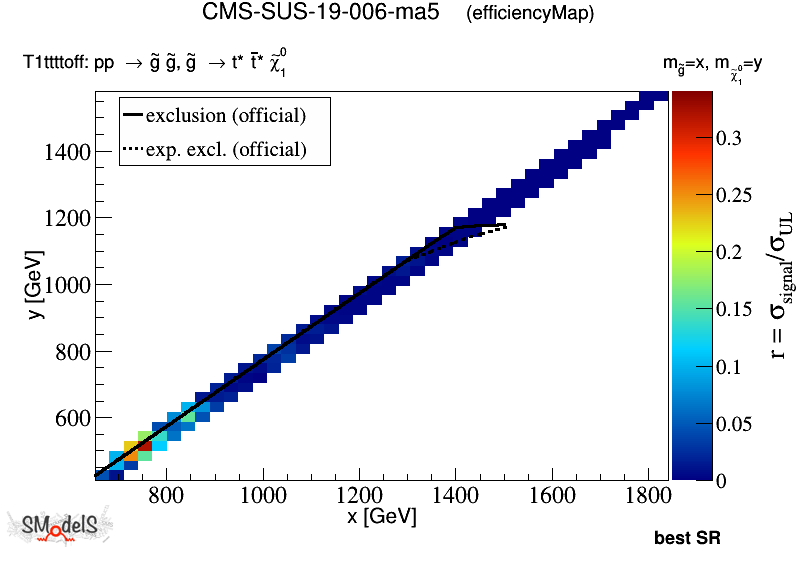 CMS-SUS-19-006-ma5 (efficiencyMap)
T1ttttoff: pp → g̃ g̃, g̃ → t* t̄* χ̃₁⁰
m_g̃=x, m_χ̃₁⁰=y
exclusion (official)
exp. excl. (official)
y [GeV]
1400
1200
1000
800
600
800 1000 1200 1400 1600 1800
x [GeV]
0.3
0.25
0.2
0.15
0.1
0.05
0
r = σ_signal/σ_UL
SModelS
best SR